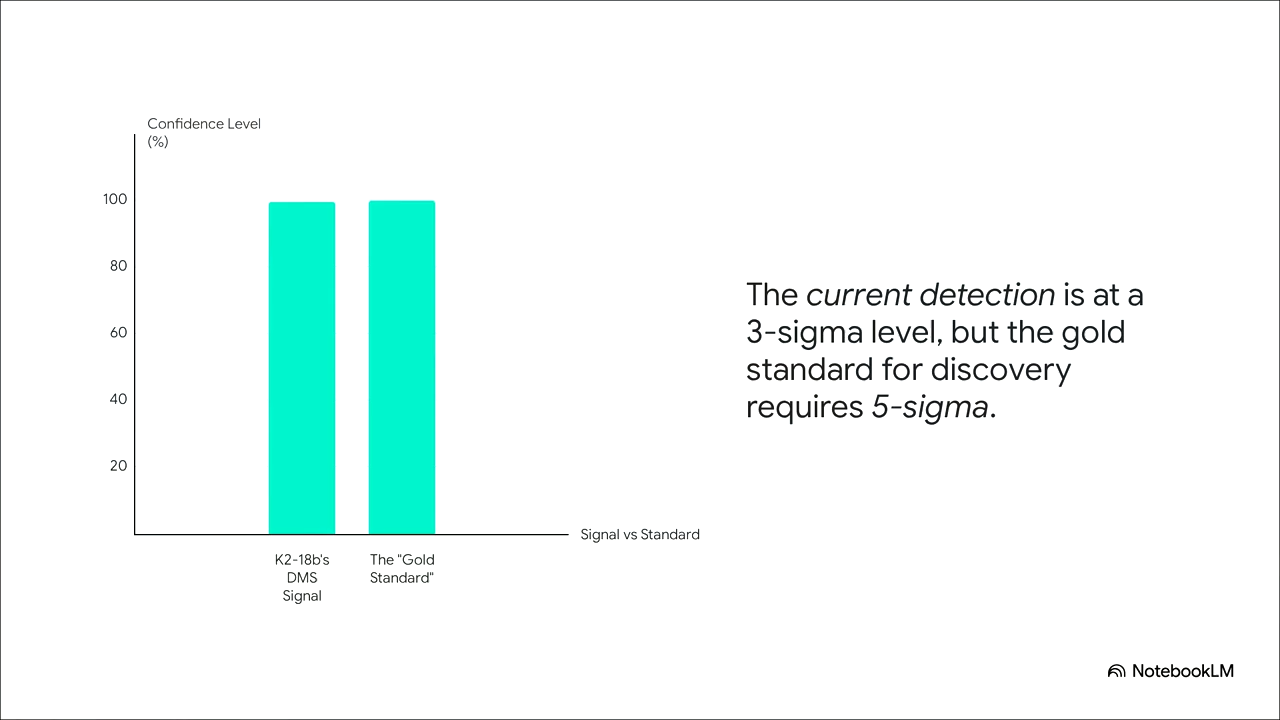 Confidence Level
(%)
100
80
60
40
20
Signal vs Standard
K2-18b's
DMS
Signal
The "Gold
Standard"
The current detection is at a
3-sigma level, but the gold
standard for discovery
requires 5-sigma.
NotebookLM